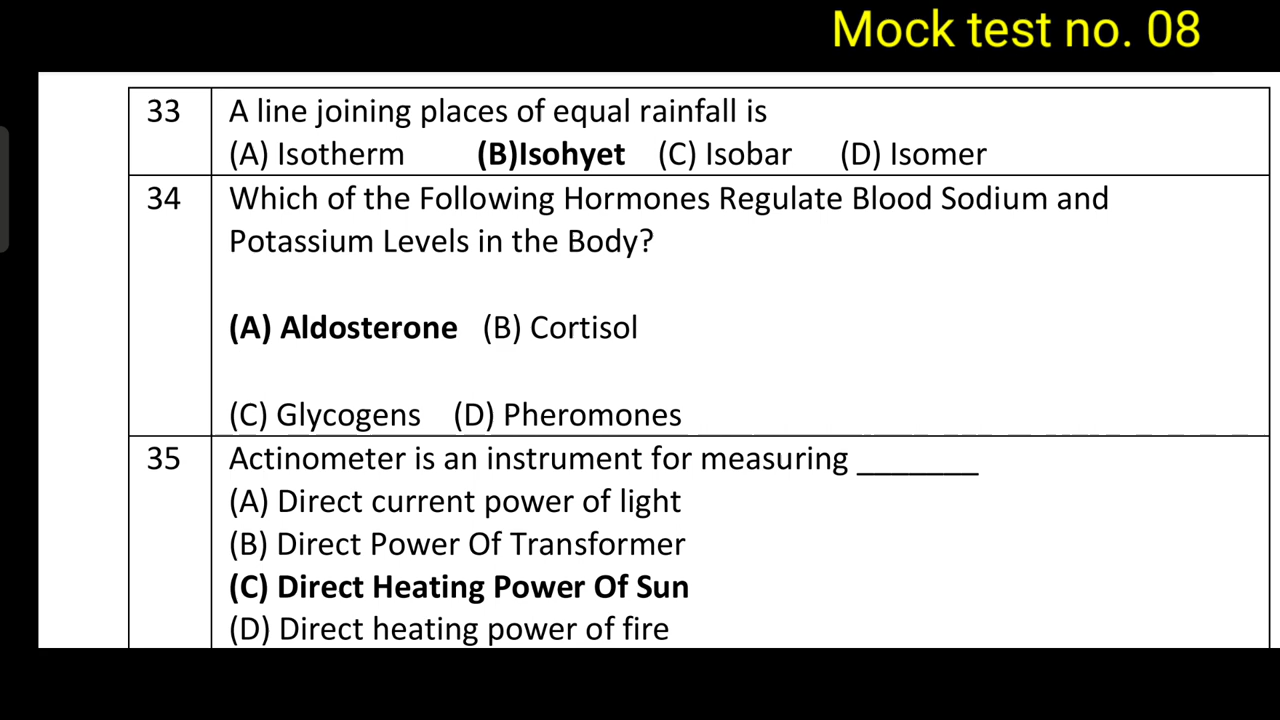 Mock test no. 08
33 A line joining places of equal rainfall is
(A) Isotherm (B)Isohyet (C) Isobar (D) Isomer
34 Which of the Following Hormones Regulate Blood Sodium and
Potassium Levels in the Body?
(A) Aldosterone (B) Cortisol
(C) Glycogens (D) Pheromones
35 Actinometer is an instrument for measuring _______
(A) Direct current power of light
(B) Direct Power Of Transformer
(C) Direct Heating Power Of Sun
(D) Direct heating power of fire